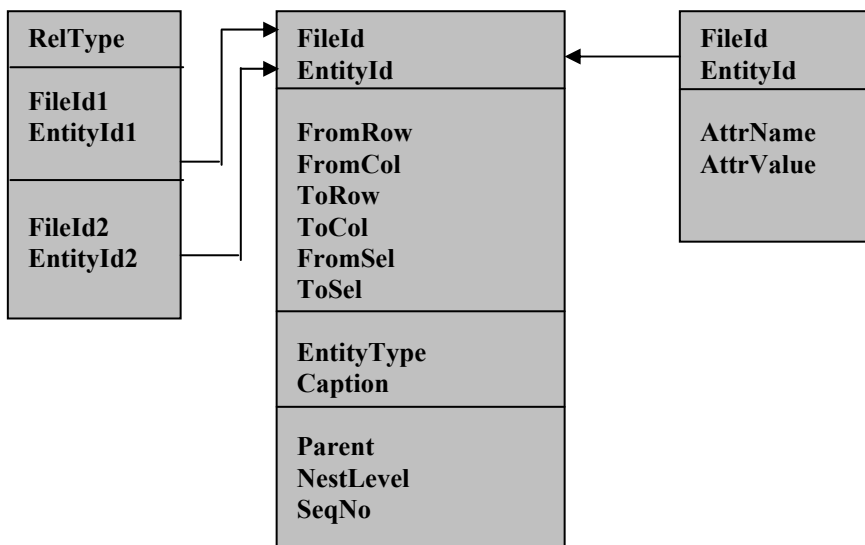 RelType
FileId1
EntityId1
FileId2
EntityId2
FileId
EntityId
FromRow
FromCol
ToRow
ToCol
FromSel
ToSel
EntityType
Caption
Parent
NestLevel
SeqNo
FileId
EntityId
AttrName
AttrValue